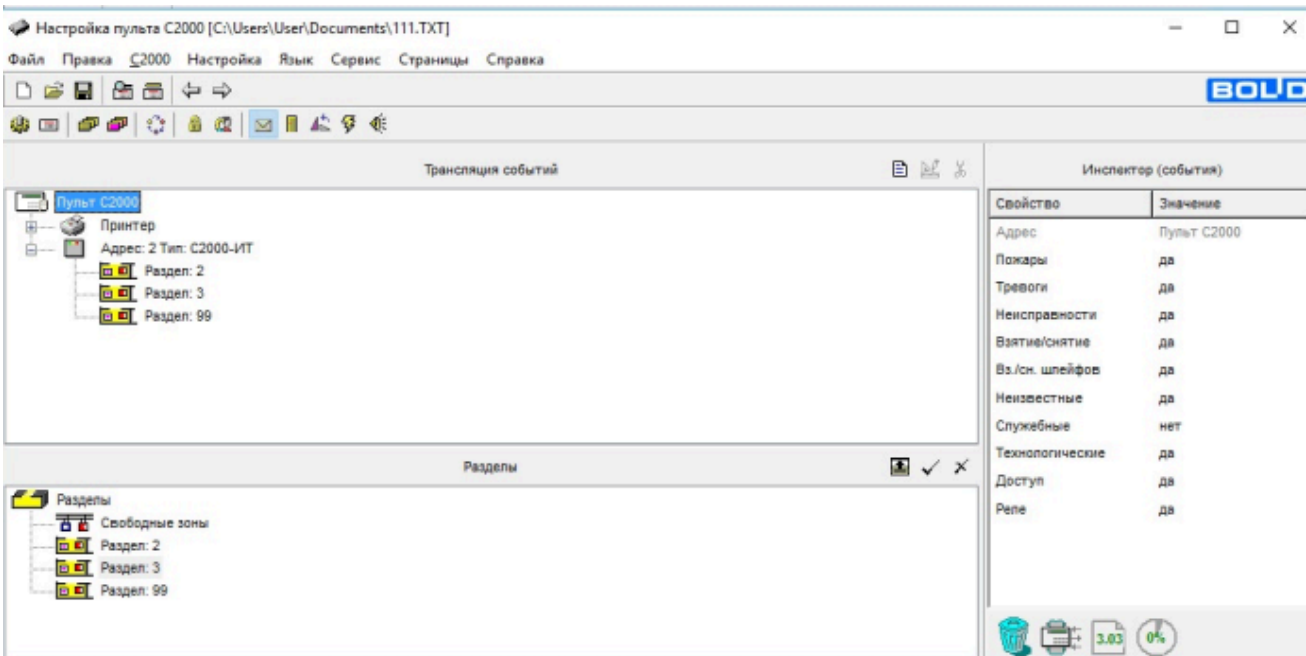 Настройка пульта С2000 [C:\Users\User\Documents\111.TXT]
Файл Правка С2000 Настройка Язык Сервис Страницы Справка
BOLID
Трансляция событий
Пульт С2000
Принтер
Адрес: 2 Тип: С2000-ИТ
Раздел: 2
Раздел: 3
Раздел: 99
Разделы
Разделы
Свободные зоны
Раздел: 2
Раздел: 3
Раздел: 99
Инспектор (события)
Свойство Значение
Адрес Пульт С2000
Пожары да
Тревоги да
Неисправности да
Взятие/снятие да
Вз./сн. шлейфов да
Неизвестные да
Служебные нет
Технологические да
Доступ да
Реле да
3.03 0%